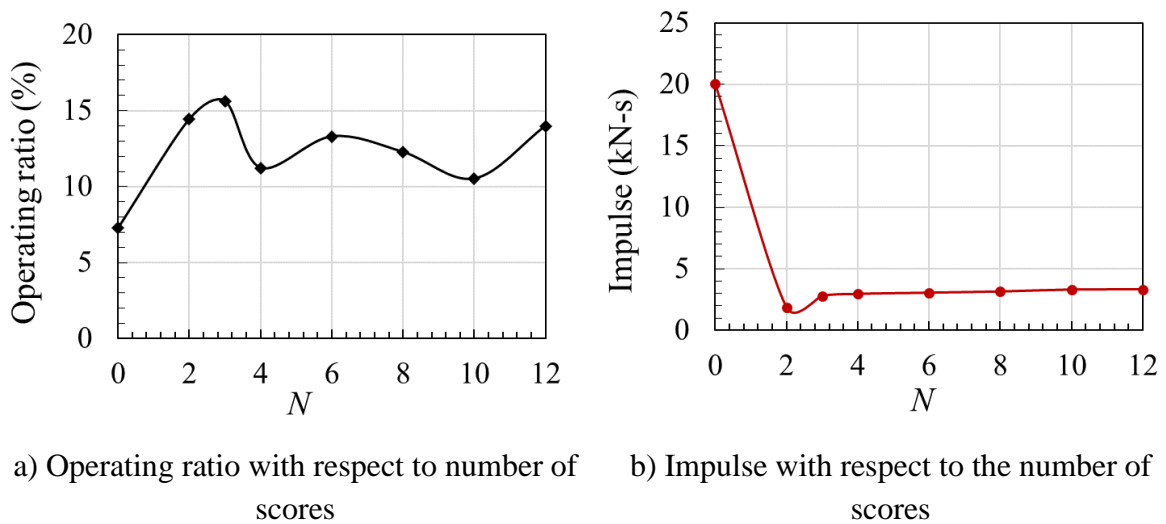 20
15
10
5
0
Operating ratio (%)
0 2 4 6 8 10 12
N
a) Operating ratio with respect to number of
scores
25
20
15
10
5
0
Impulse (kN-s)
0 2 4 6 8 10 12
N
b) Impulse with respect to the number of
scores